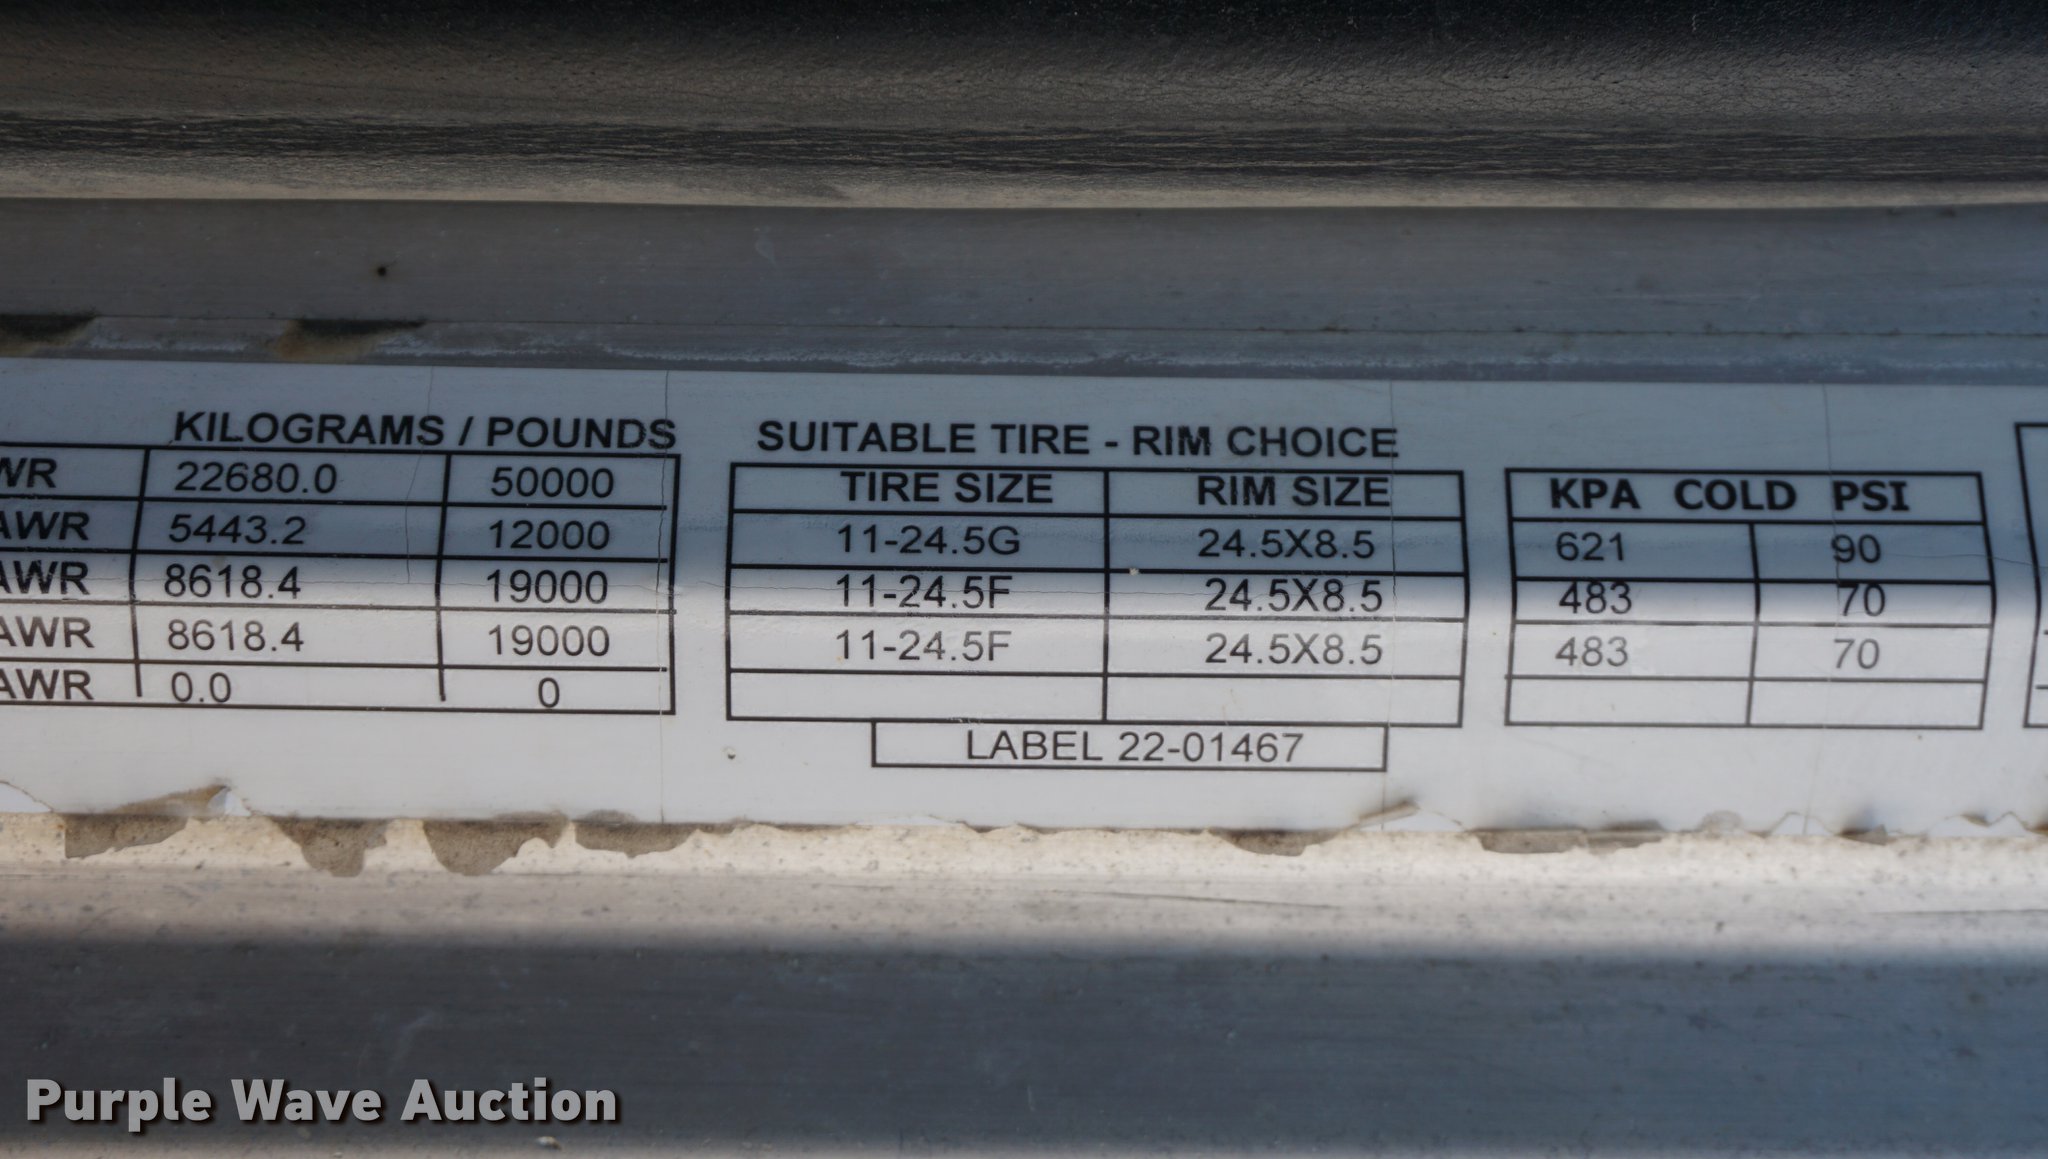 KILOGRAMS / POUNDS
WR 22680.0 50000
AWR 5443.2 12000
AWR 8618.4 19000
AWR 8618.4 19000
AWR 0.0 0
SUITABLE TIRE - RIM CHOICE
TIRE SIZE RIM SIZE
11-24.5G 24.5X8.5
11-24.5F 24.5X8.5
11-24.5F 24.5X8.5
LABEL 22-01467
KPA COLD PSI
621 90
483 70
483 70
Purple Wave Auction